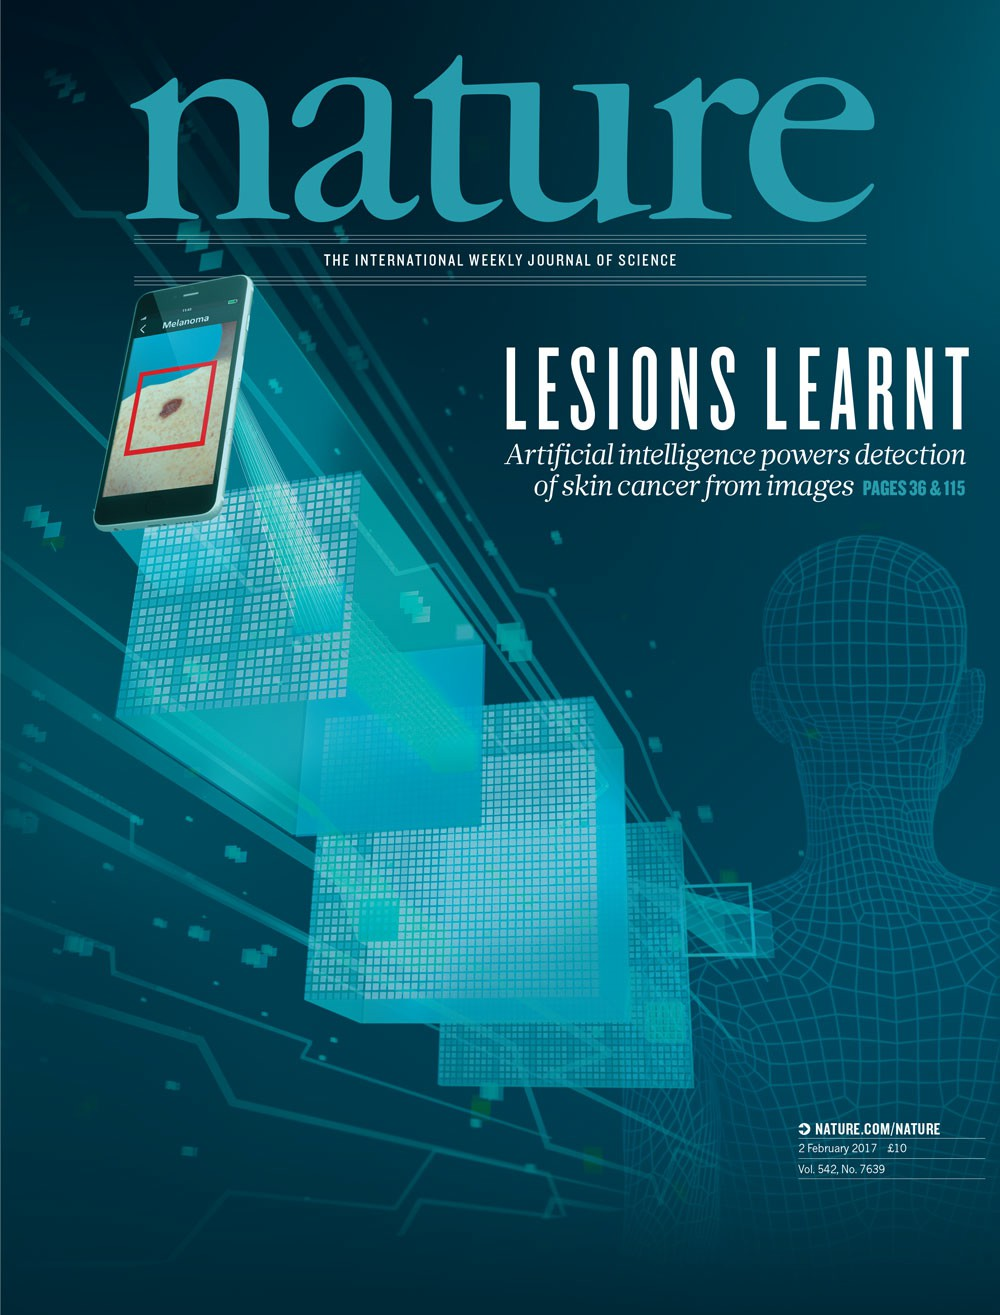 nature
THE INTERNATIONAL WEEKLY JOURNAL OF SCIENCE
Melanoma
LESIONS LEARNT
Artificial intelligence powers detection
of skin cancer from images PAGES 36 & 115
NATURE.COM/NATURE
2 February 2017 £10
Vol. 542, No. 7639